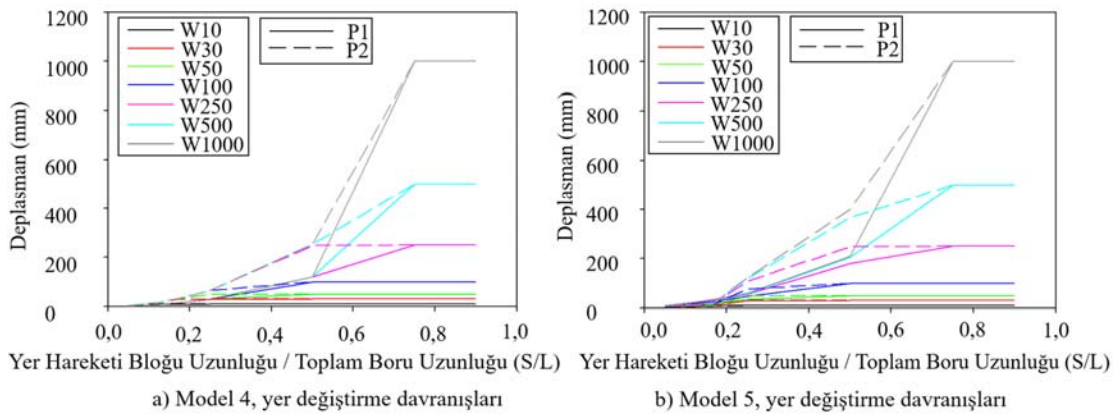 1200
1000
800
600
400
200
0
Deplasman (mm)
W10
W30
W50
W100
W250
W500
W1000
P1
P2
0,0 0,2 0,4 0,6 0,8 1,0
Yer Hareketi Bloğu Uzunluğu / Toplam Boru Uzunluğu (S/L)
a) Model 4, yer değiştirme davranışları
1200
1000
800
600
400
200
0
Deplasman (mm)
W10
W30
W50
W100
W250
W500
W1000
P1
P2
0,0 0,2 0,4 0,6 0,8 1,0
Yer Hareketi Bloğu Uzunluğu / Toplam Boru Uzunluğu (S/L)
b) Model 5, yer değiştirme davranışları